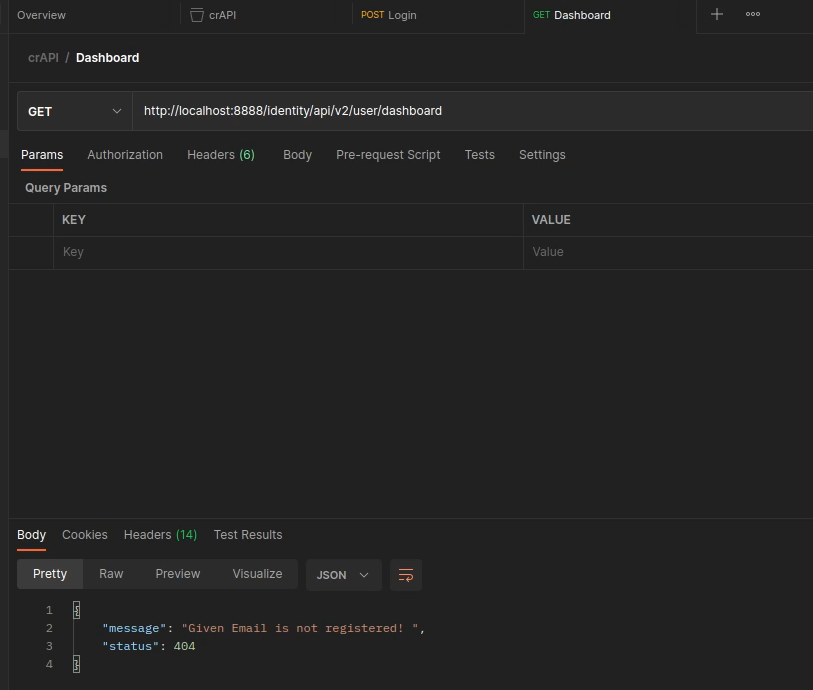 Overview crAPI POST Login GET Dashboard
crAPI / Dashboard
GET http://localhost:8888/identity/api/v2/user/dashboard
Params Authorization Headers (6) Body Pre-request Script Tests Settings
Query Params
KEY VALUE
Key Value
Body Cookies Headers (14) Test Results
Pretty Raw Preview Visualize JSON
1 {
2 "message": "Given Email is not registered! ",
3 "status": 404
4 }